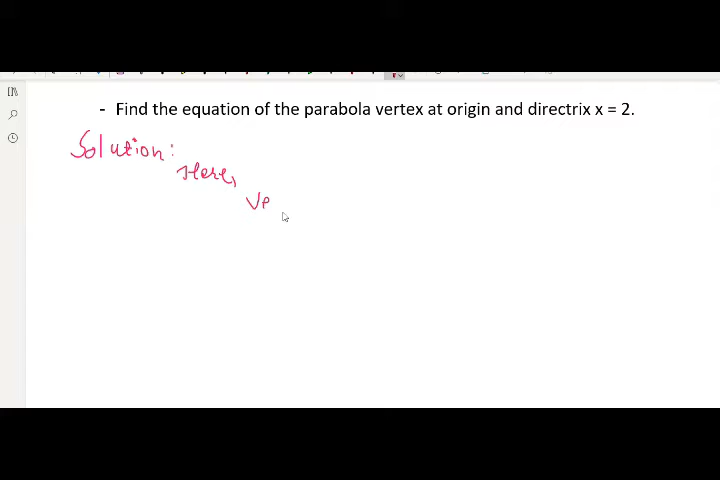 - Find the equation of the parabola vertex at origin and directrix x = 2.
Solution:
Here,
Ve